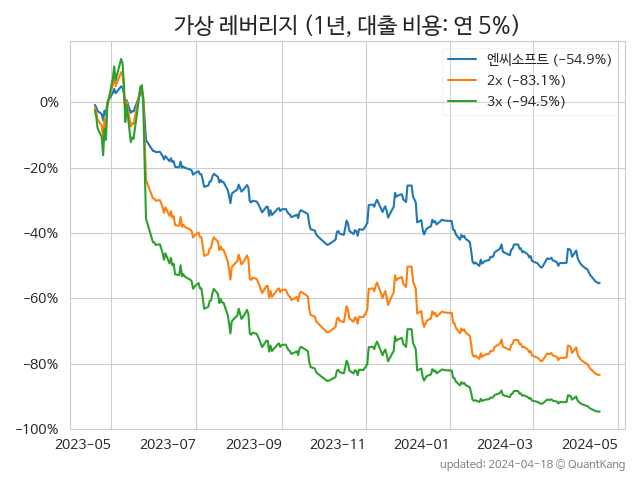 가상 레버리지 (1년, 대출 비용: 연 5%)
엔씨소프트 (−54.9%)
2x (−83.1%)
3x (−94.5%)
0%
−20%
−40%
−60%
−80%
−100%
2023-05 2023-07 2023-09 2023-11 2024-01 2024-03 2024-05
updated: 2024-04-18 © QuantKang